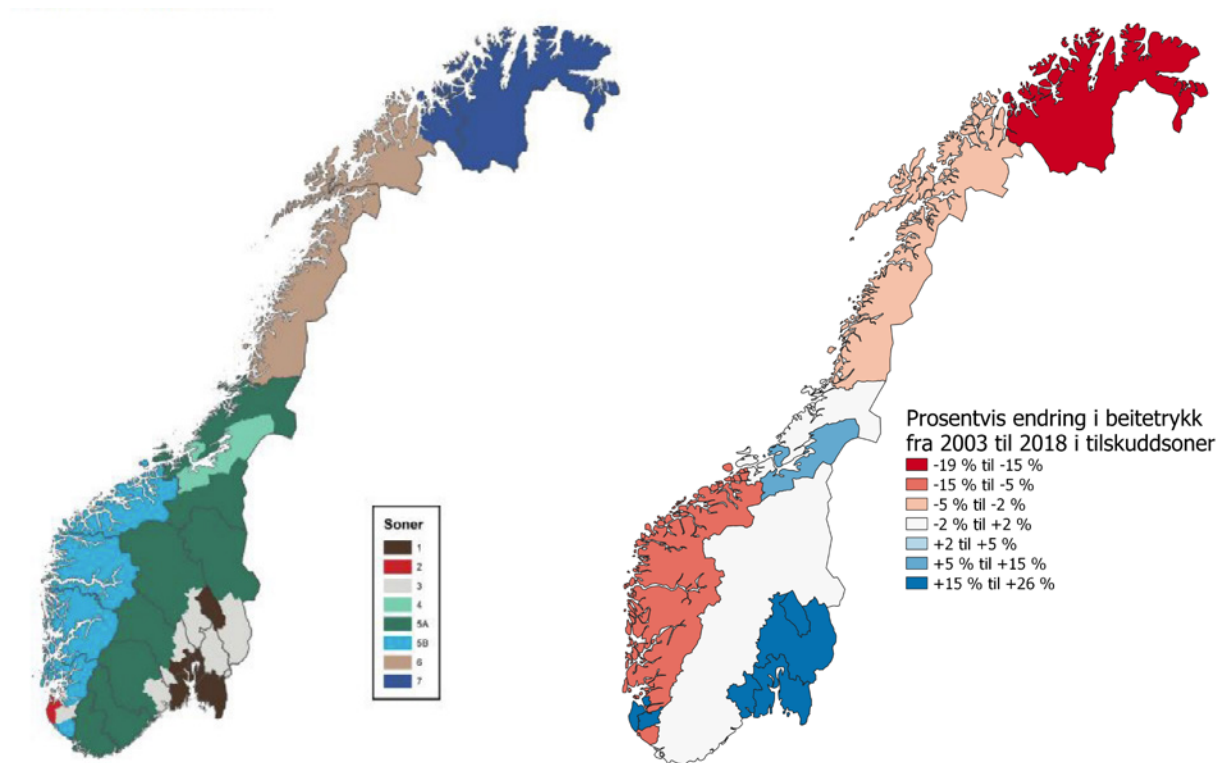 Soner
1
2
3
4
5A
5B
6
7
Prosentvis endring i beitetrykk
fra 2003 til 2018 i tilskuddsoner
-19 % til -15 %
-15 % til -5 %
-5 % til -2 %
-2 % til +2 %
+2 til +5 %
+5 % til +15 %
+15 % til +26 %